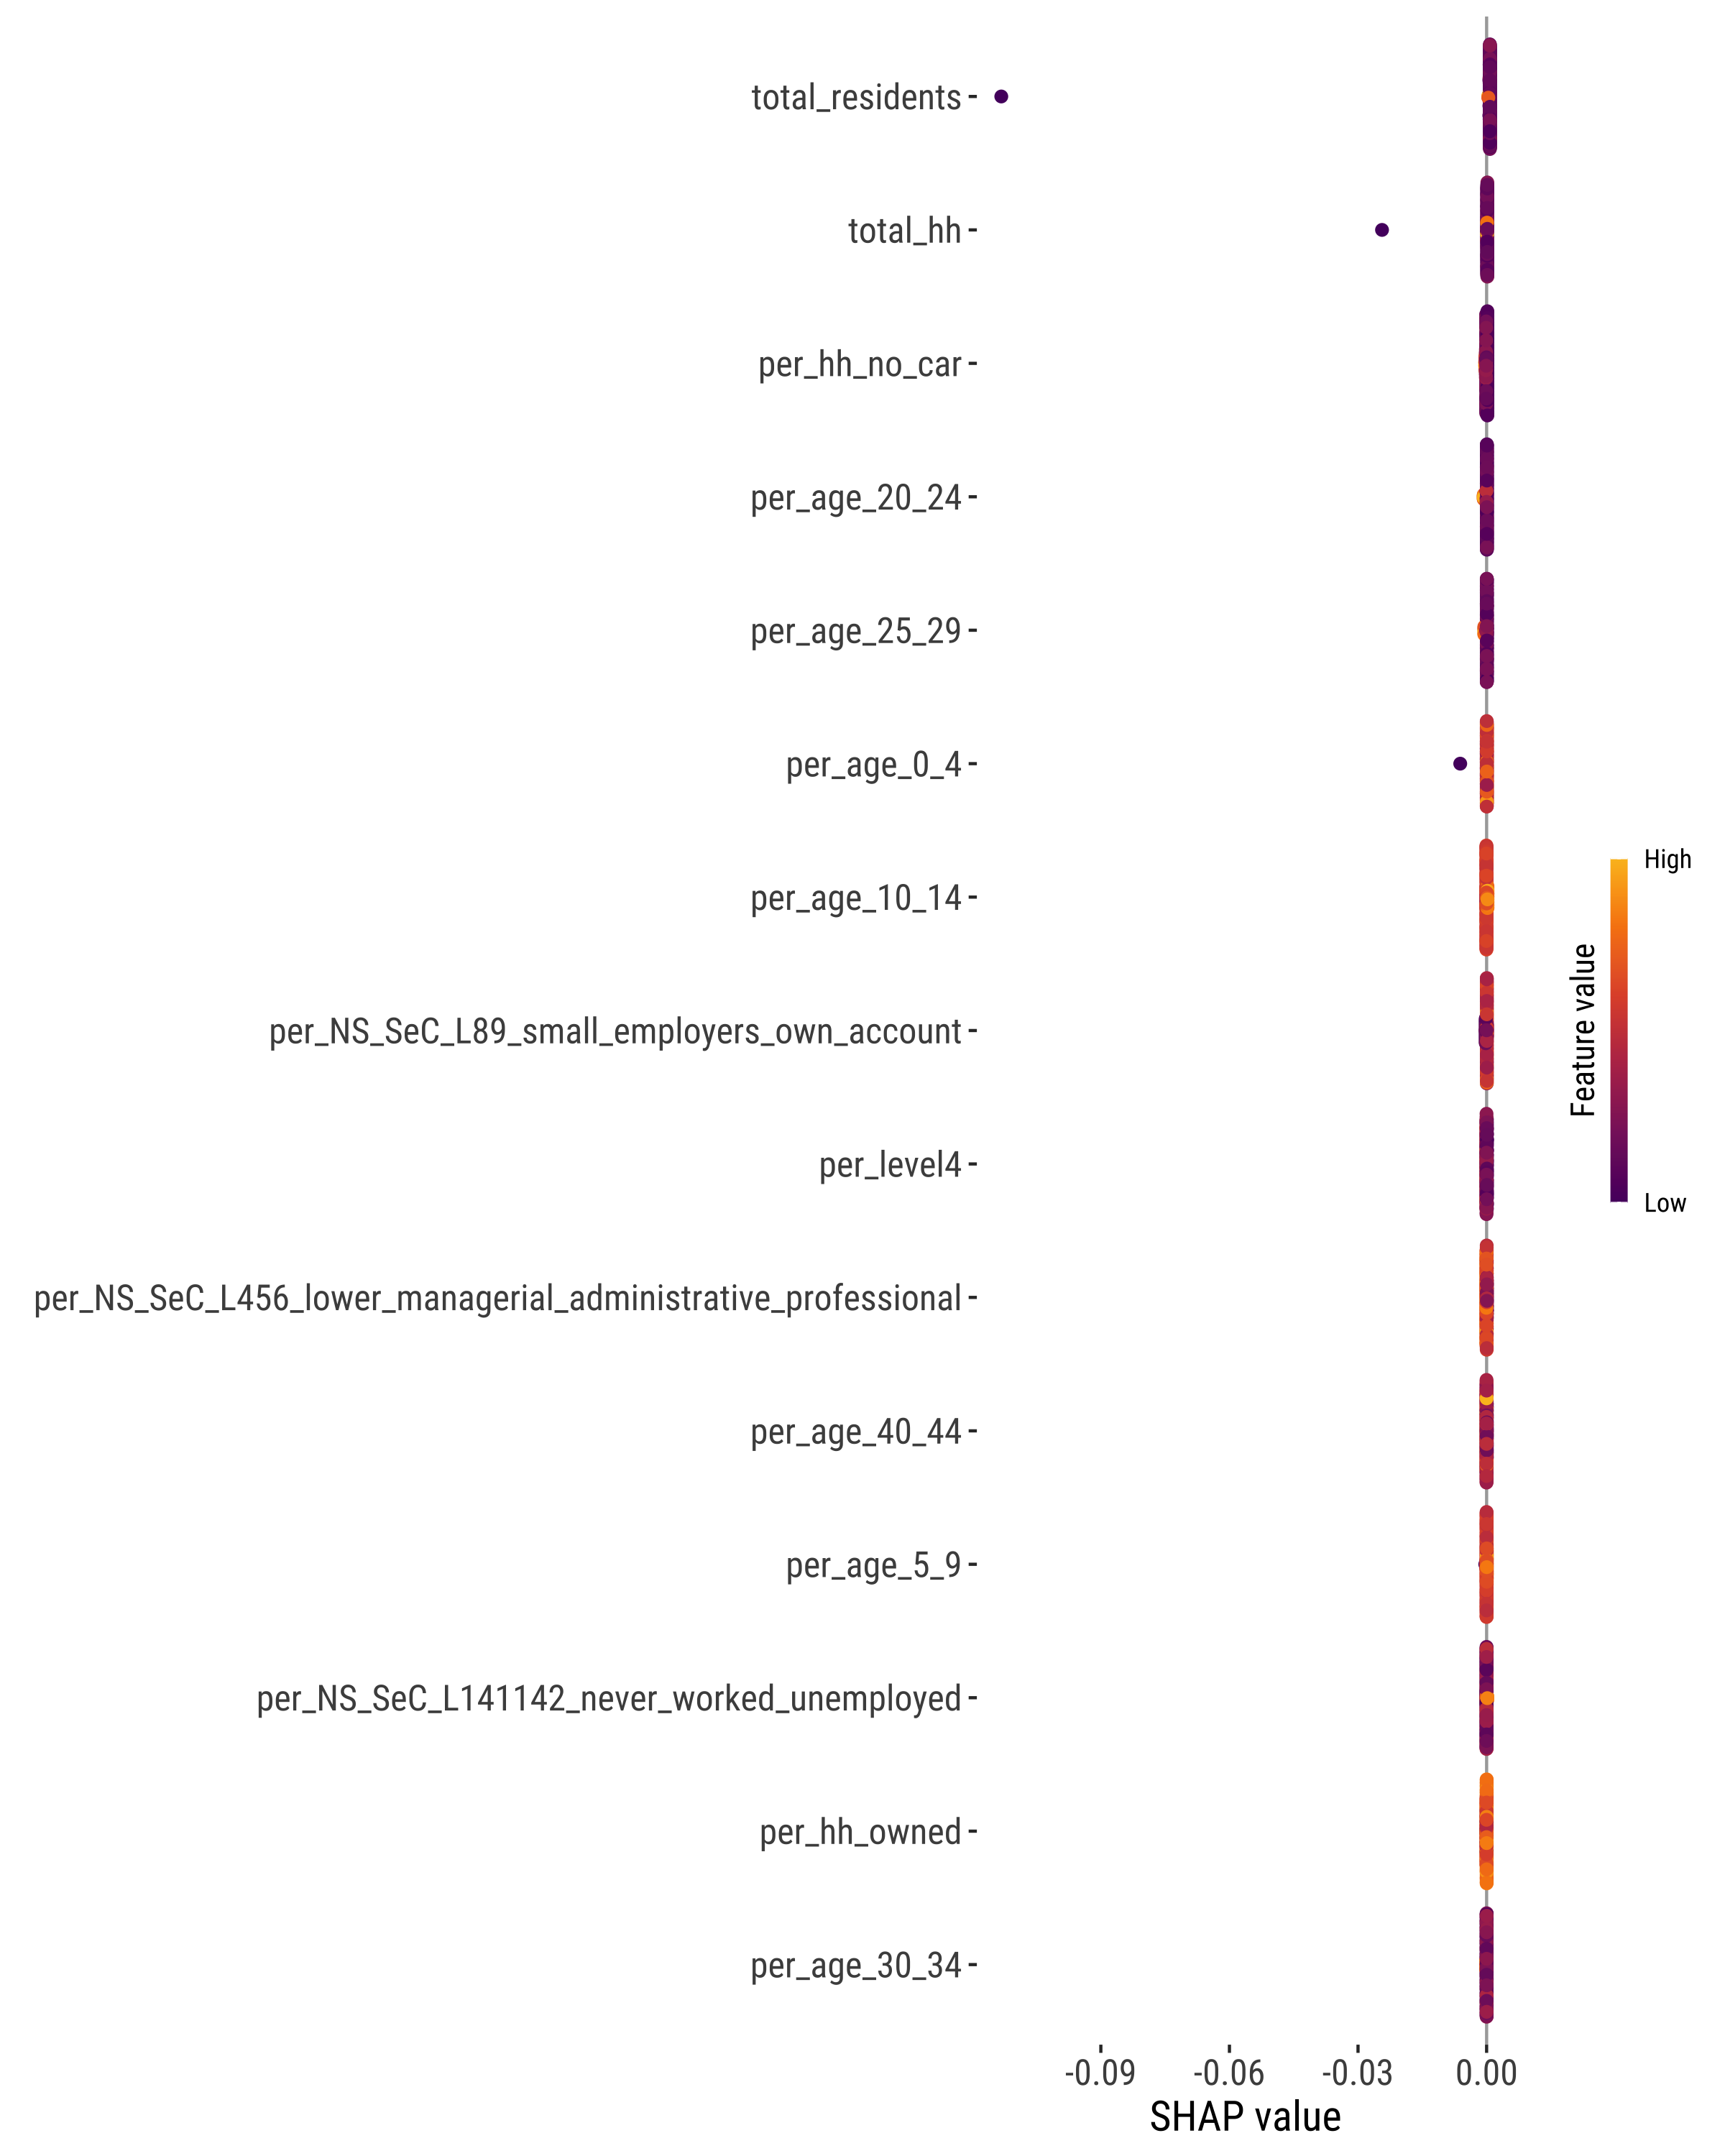 total_residents
total_hh
per_hh_no_car
per_age_20_24
per_age_25_29
per_age_0_4
per_age_10_14
per_NS_SeC_L89_small_employers_own_account
per_level4
per_NS_SeC_L456_lower_managerial_administrative_professional
per_age_40_44
per_age_5_9
per_NS_SeC_L141142_never_worked_unemployed
per_hh_owned
per_age_30_34
-0.09 -0.06 -0.03 0.00
SHAP value
Feature value
High
Low